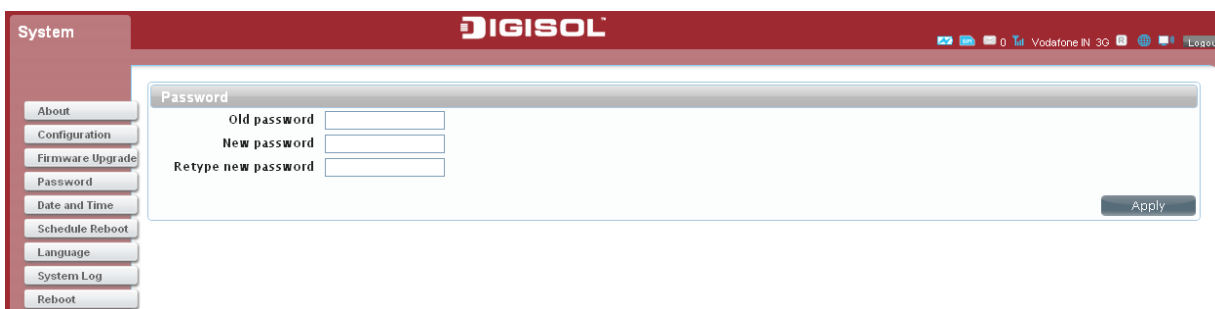 System
DIGISOL
0 Vodafone IN 3G R Logou
Password
About
Configuration
Firmware Upgrade
Password
Date and Time
Schedule Reboot
Language
System Log
Reboot
Old password
New password
Retype new password
Apply